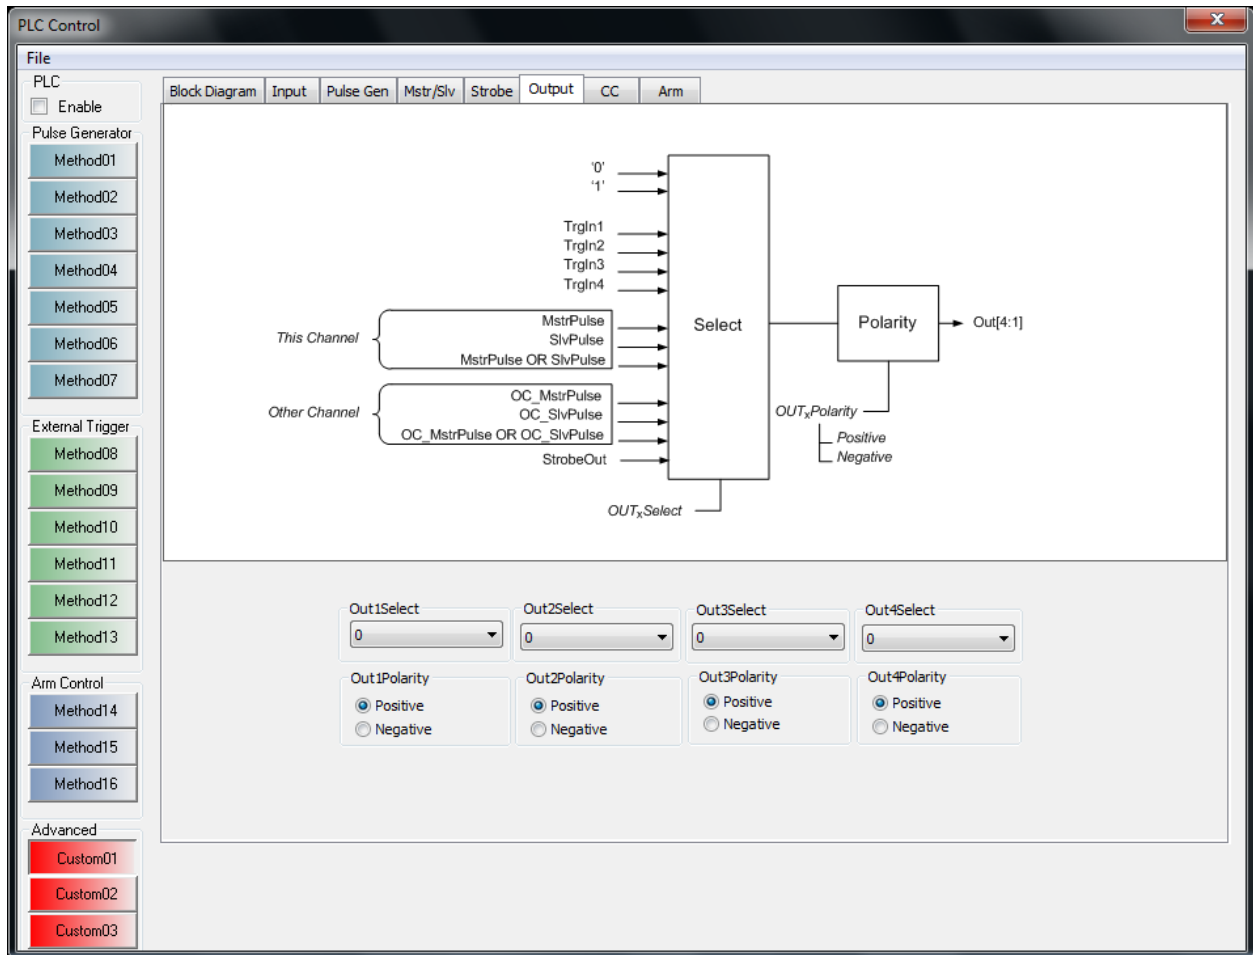 PLC Control
File
PLC
Enable
Pulse Generator
Method01
Method02
Method03
Method04
Method05
Method06
Method07
External Trigger
Method08
Method09
Method10
Method11
Method12
Method13
Arm Control
Method14
Method15
Method16
Advanced
Custom01
Custom02
Custom03
Block Diagram Input Pulse Gen Mstr/Slv Strobe Output CC Arm
'0'
'1'
TrgIn1
TrgIn2
TrgIn3
TrgIn4
This Channel
MstrPulse
SlvPulse
MstrPulse OR SlvPulse
Other Channel
OC_MstrPulse
OC_SlvPulse
OC_MstrPulse OR OC_SlvPulse
StrobeOut
Select
OUTxSelect
Polarity
Out[4:1]
OUTxPolarity
Positive
Negative
Out1Select Out2Select Out3Select Out4Select
0 0 0 0
Out1Polarity Out2Polarity Out3Polarity Out4Polarity
Positive Positive Positive Positive
Negative Negative Negative Negative